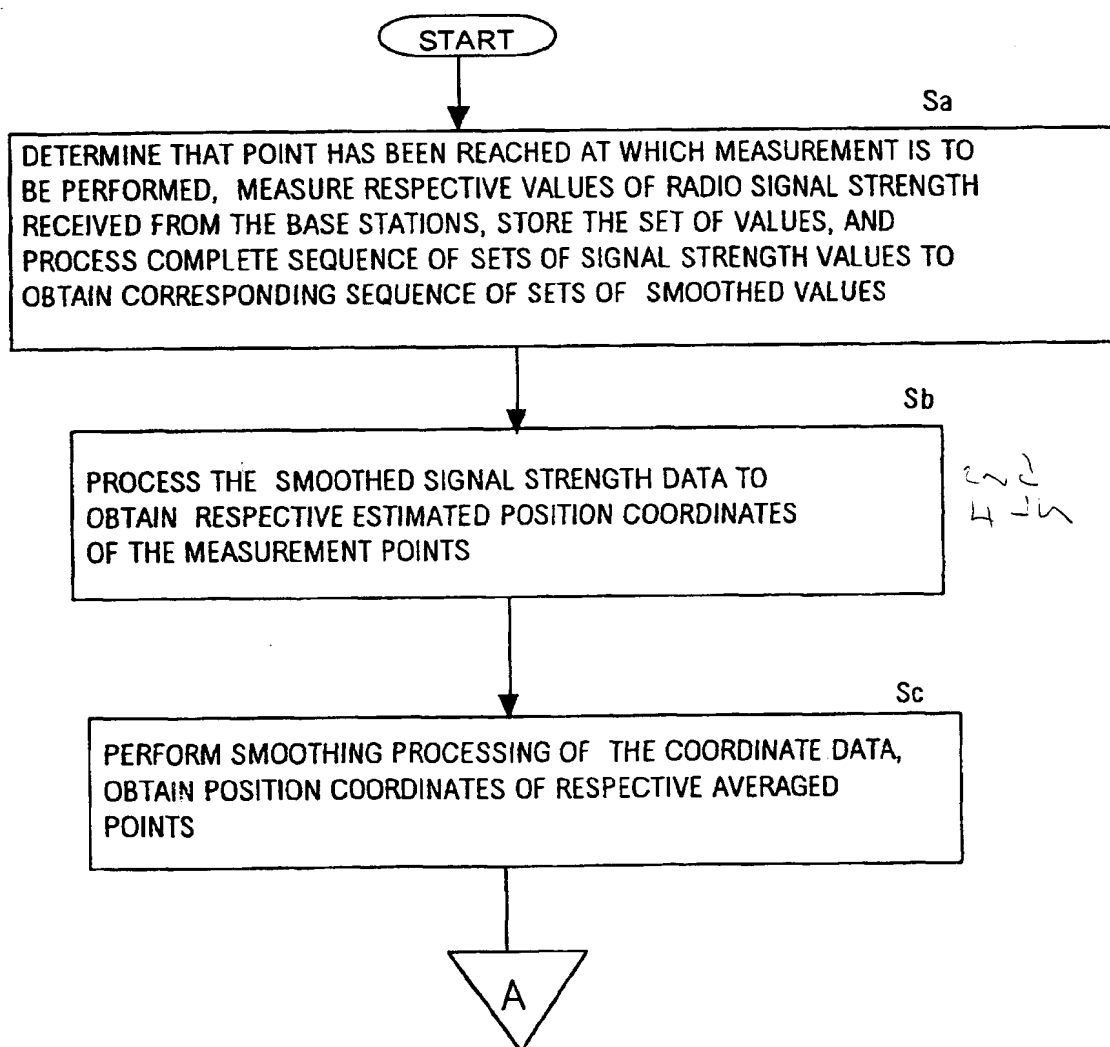 START
Sa
DETERMINE THAT POINT HAS BEEN REACHED AT WHICH MEASUREMENT IS TO
BE PERFORMED, MEASURE RESPECTIVE VALUES OF RADIO SIGNAL STRENGTH
RECEIVED FROM THE BASE STATIONS, STORE THE SET OF VALUES, AND
PROCESS COMPLETE SEQUENCE OF SETS OF SIGNAL STRENGTH VALUES TO
OBTAIN CORRESPONDING SEQUENCE OF SETS OF SMOOTHED VALUES
Sb
PROCESS THE SMOOTHED SIGNAL STRENGTH DATA TO
OBTAIN RESPECTIVE ESTIMATED POSITION COORDINATES
OF THE MEASUREMENT POINTS
Sc
PERFORM SMOOTHING PROCESSING OF THE COORDINATE DATA,
OBTAIN POSITION COORDINATES OF RESPECTIVE AVERAGED
POINTS
A